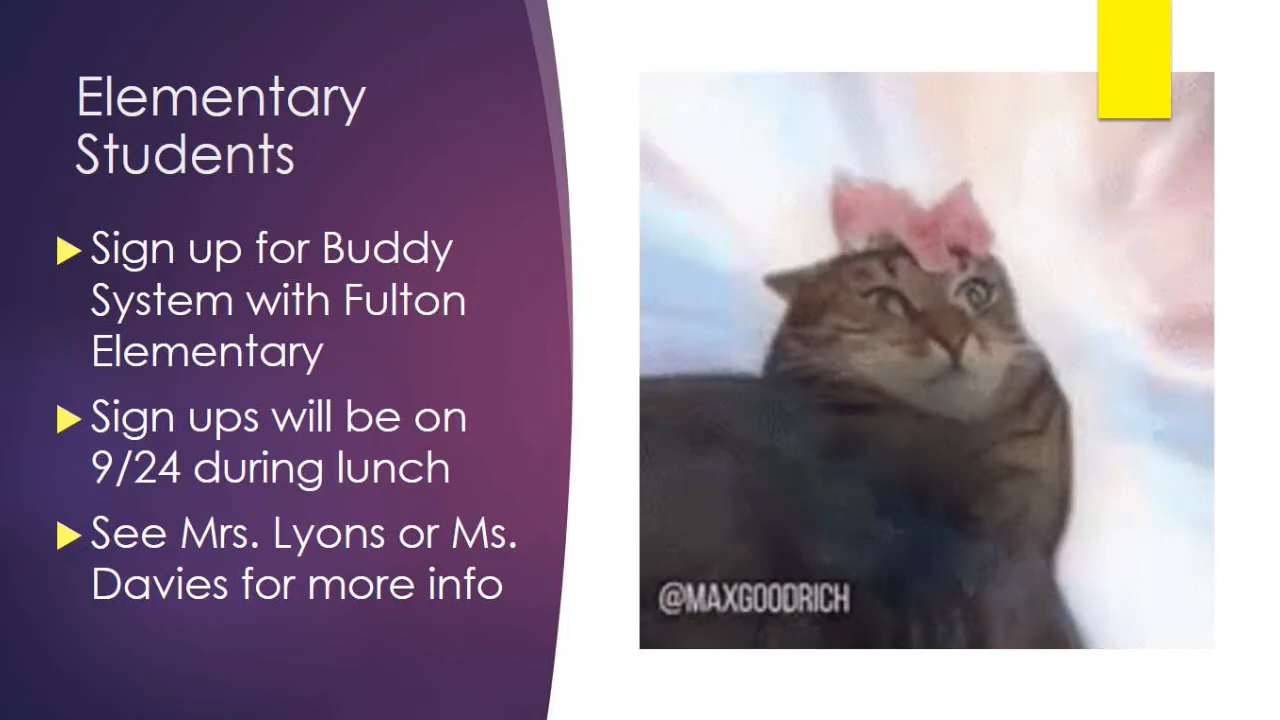 Elementary
Students
Sign up for Buddy
System with Fulton
Elementary
Sign ups will be on
9/24 during lunch
See Mrs. Lyons or Ms.
Davies for more info
@MAXGOODRICH